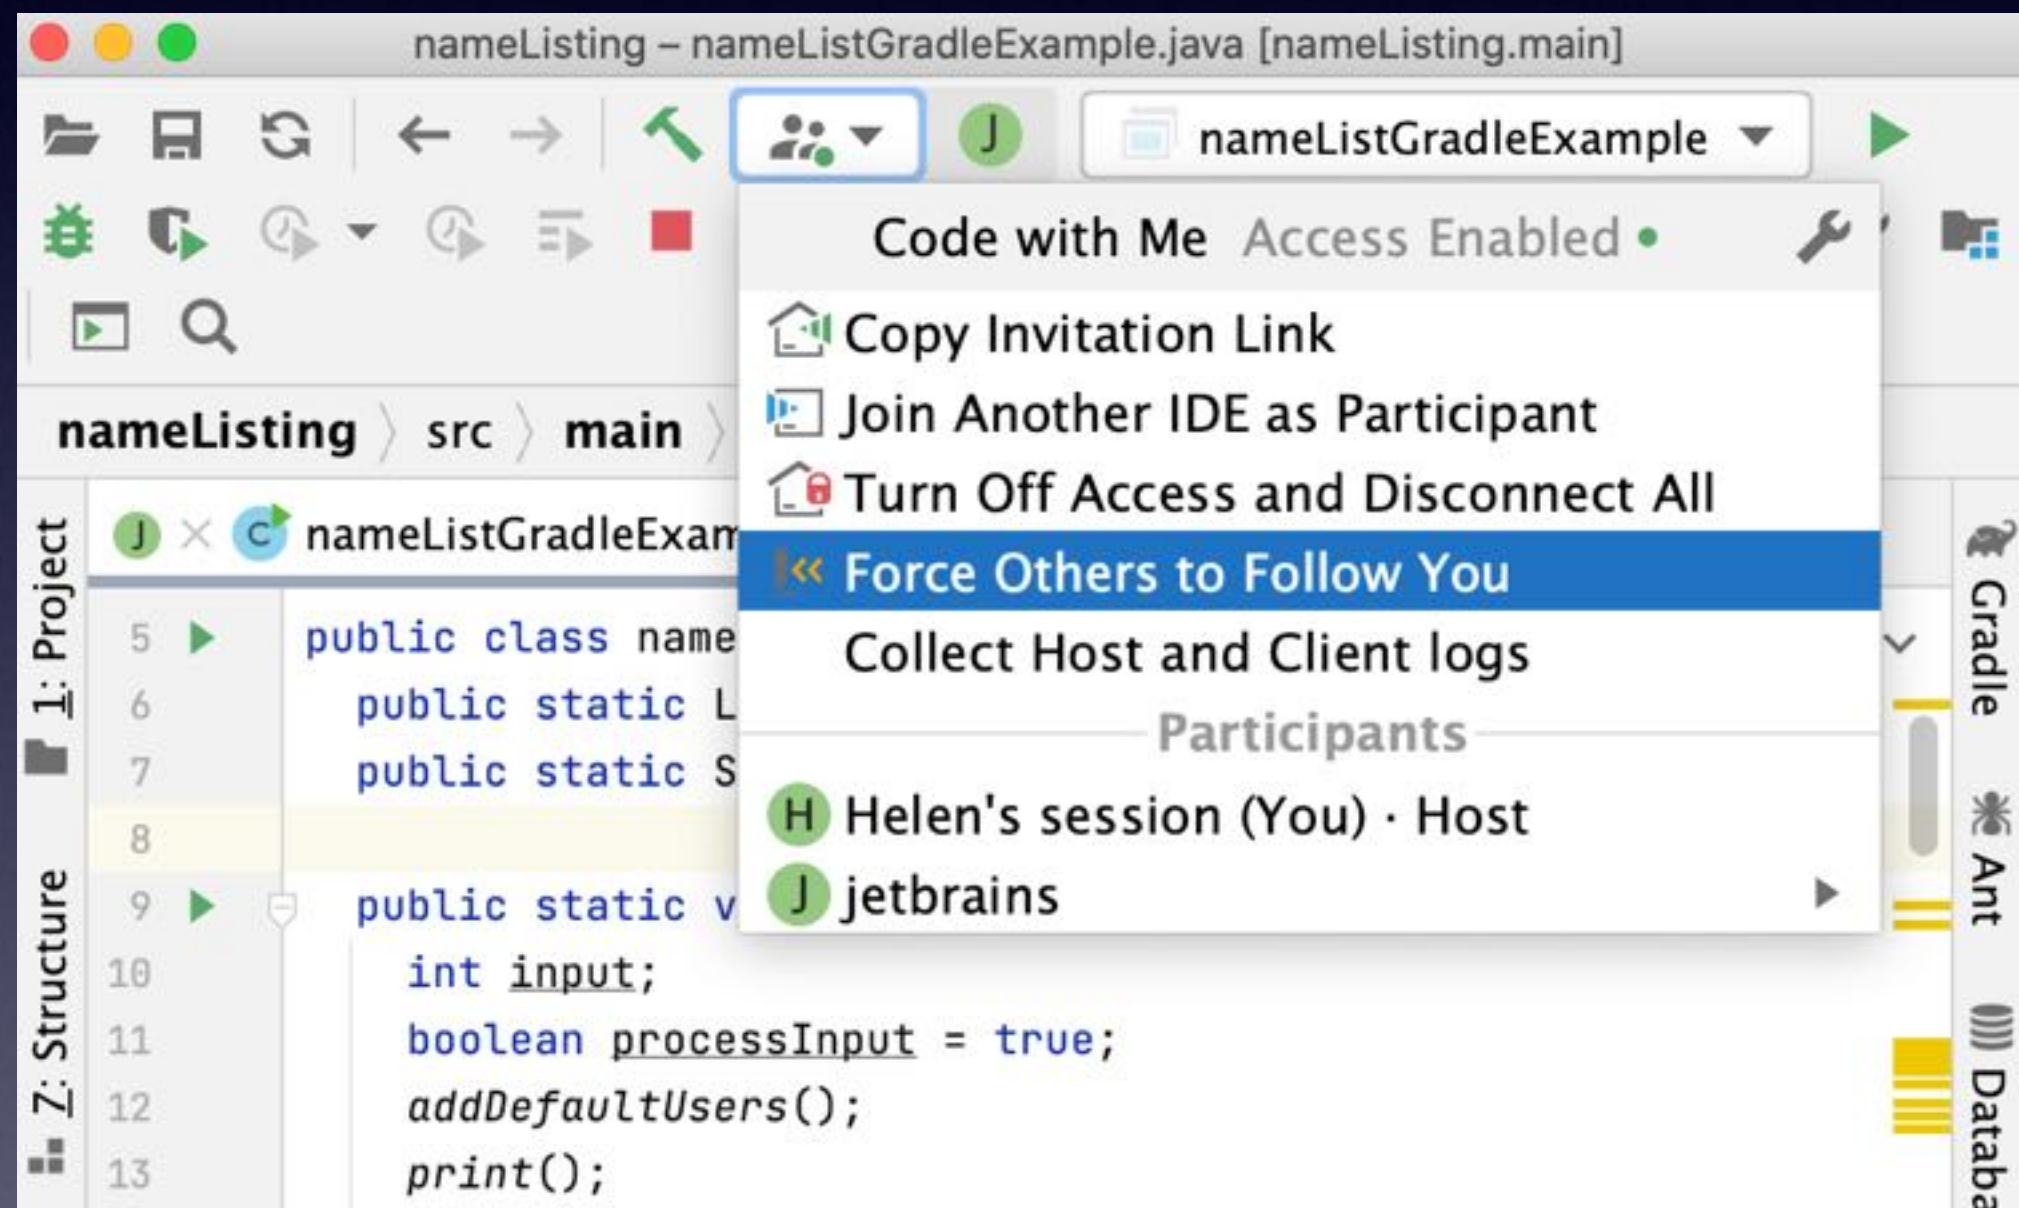 nameListing – nameListGradleExample.java [nameListing.main]
J
nameListGradleExample
Code with Me Access Enabled
Copy Invitation Link
Join Another IDE as Participant
Turn Off Access and Disconnect All
Force Others to Follow You
Collect Host and Client logs
Participants
H Helen's session (You) · Host
J jetbrains
nameListing src main
J C nameListGradleExam
1: Project
Z: Structure
5 public class name
6 public static L
7 public static S
8
9 public static v
10 int input;
11 boolean processInput = true;
12 addDefaultUsers();
13 print();
Gradle
Ant
Databa